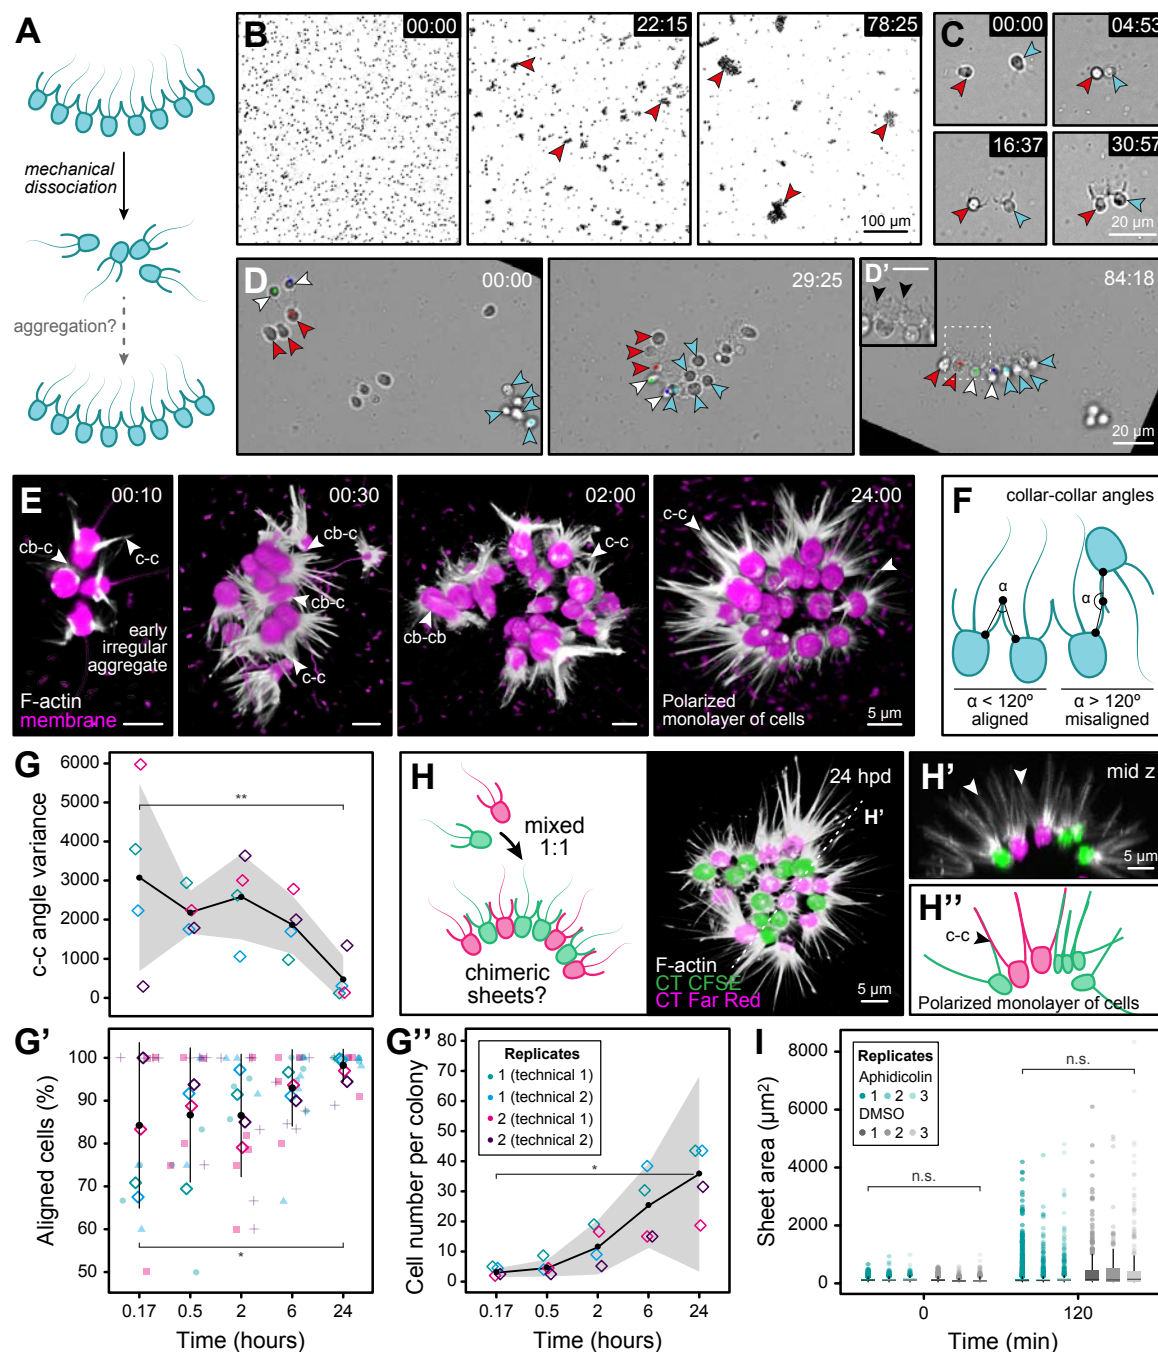 A
mechanical
dissociation
aggregation?
B
00:00
22:15
78:25
100 µm
C
00:00
04:53
16:37
30:57
20 µm
D
00:00
29:25
D'
84:18
20 µm
E
00:10
cb-c
c-c
early
irregular
aggregate
F-actin
membrane
00:30
cb-c
cb-c
c-c
02:00
c-c
cb-cb
24:00
c-c
Polarized
monolayer of cells
5 µm
F
collar-collar angles
α
α
α < 120º
aligned
α > 120º
misaligned
G
c-c angle variance
6000
5000
4000
3000
2000
1000
0
**
H
mixed
1:1
chimeric
sheets?
24 hpd
H'
F-actin
CT CFSE
CT Far Red
5 µm
H'
mid z
5 µm
H''
c-c
Polarized monolayer of cells
G'
Aligned cells (%)
100
90
80
70
60
50
*
0.17
0.5
2
6
24
Time (hours)
G''
Cell number per colony
80
70
60
50
40
30
20
10
0
Replicates
1 (technical 1)
1 (technical 2)
2 (technical 1)
2 (technical 2)
*
0.17
0.5
2
6
24
Time (hours)
I
Sheet area (µm²)
8000
6000
4000
2000
0
Replicates
Aphidicolin
1 2 3
DMSO
1 2 3
n.s.
n.s.
0
120
Time (min)